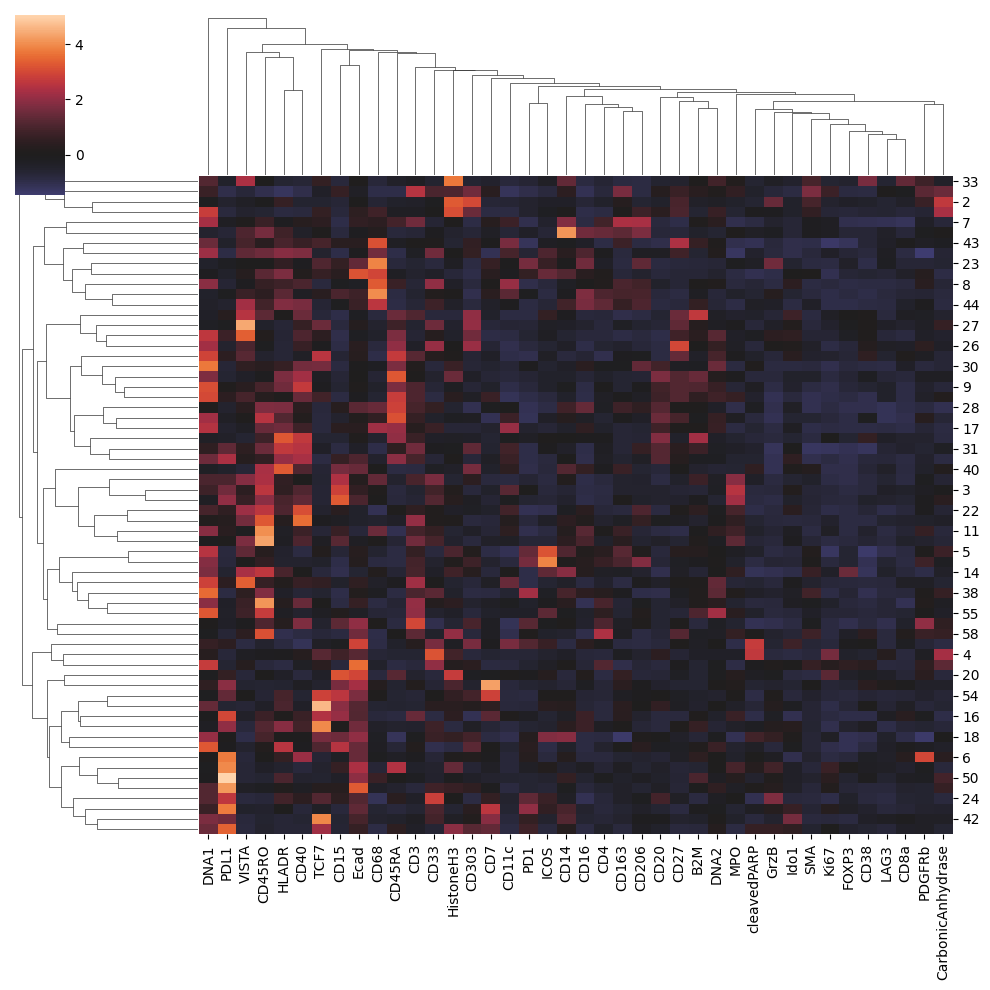 4
2
0
33
2
7
43
23
8
44
27
26
30
9
28
17
31
40
3
22
11
5
14
38
55
58
4
20
54
16
18
6
50
24
42
DNA1
PDL1
VISTA
CD45RO
HLADR
CD40
TCF7
CD15
Ecad
CD68
CD45RA
CD3
CD33
HistoneH3
CD303
CD7
CD11c
PD1
ICOS
CD14
CD16
CD4
CD163
CD206
CD20
CD27
B2M
DNA2
MPO
cleavedPARP
GrzB
Ido1
SMA
Ki67
FOXP3
CD38
LAG3
CD8a
PDGFRb
CarbonicAnhydrase